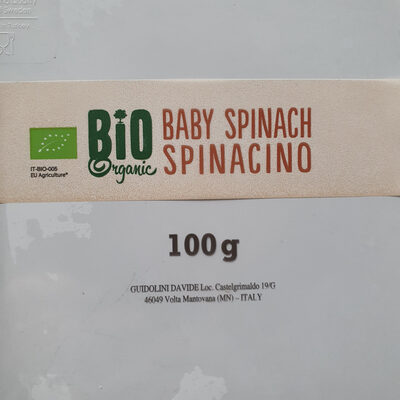 Sweden
BIO
Organic
BABY SPINACH
SPINACINO
IT-BIO-005
EU Agriculture*
100g
GUIDOLINI DAVIDE Loc. Castelgrimaldo 19/G
46049 Volta Mantovana (MN) – ITALY